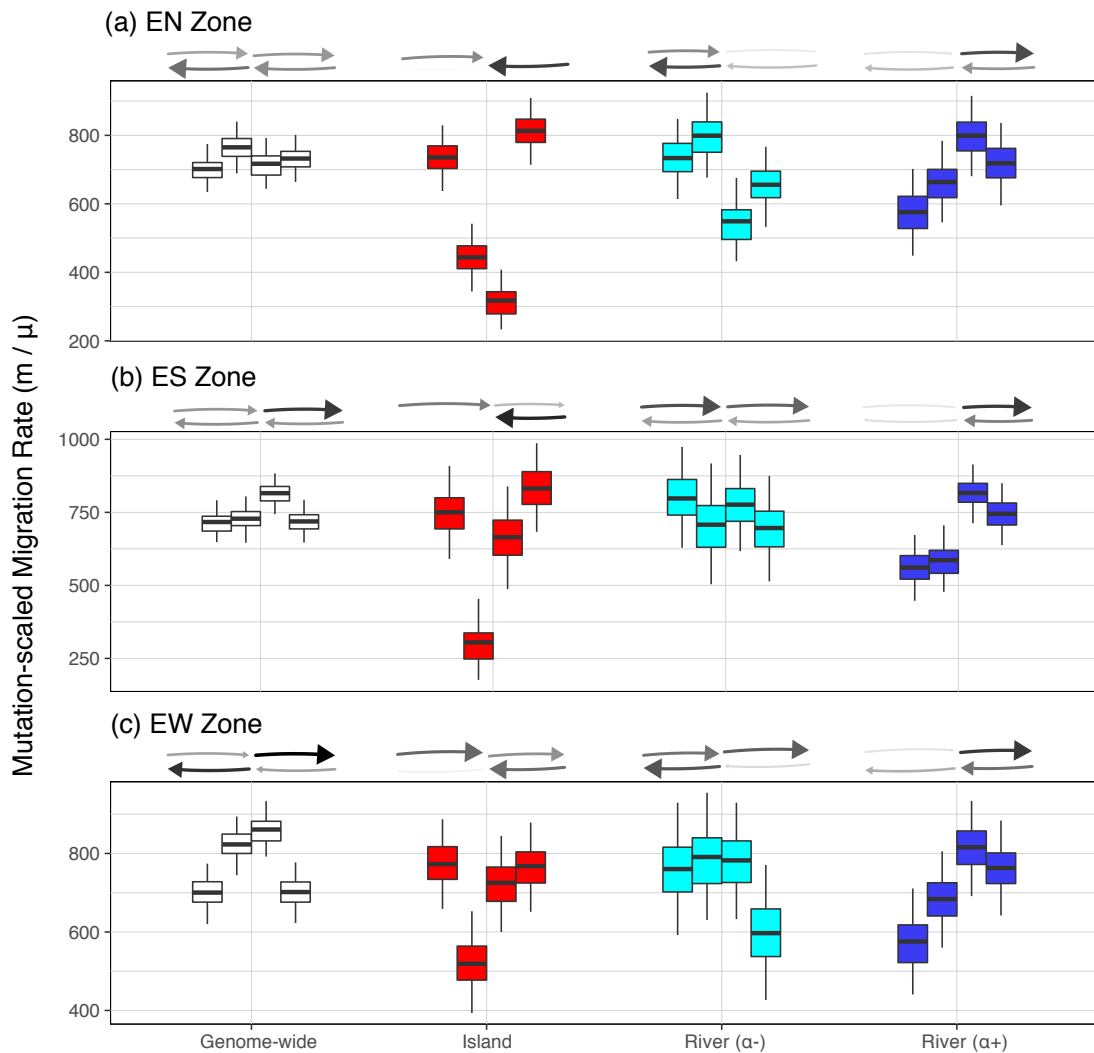 (a) EN Zone
800
600
400
200
(b) ES Zone
1000
750
500
250
(c) EW Zone
800
600
400
Mutation-scaled Migration Rate (m / μ)
Genome-wide Island River (α-) River (α+)